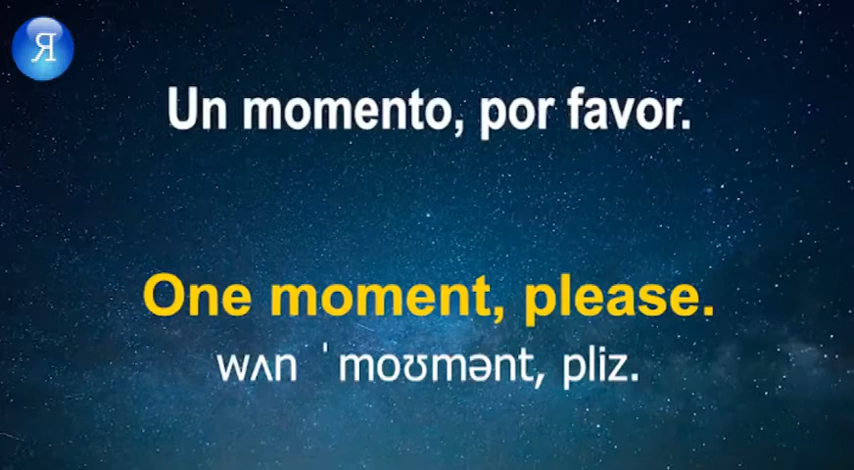 Я
Un momento, por favor.
One moment, please.
wʌn ˈmoʊmənt, pliz.